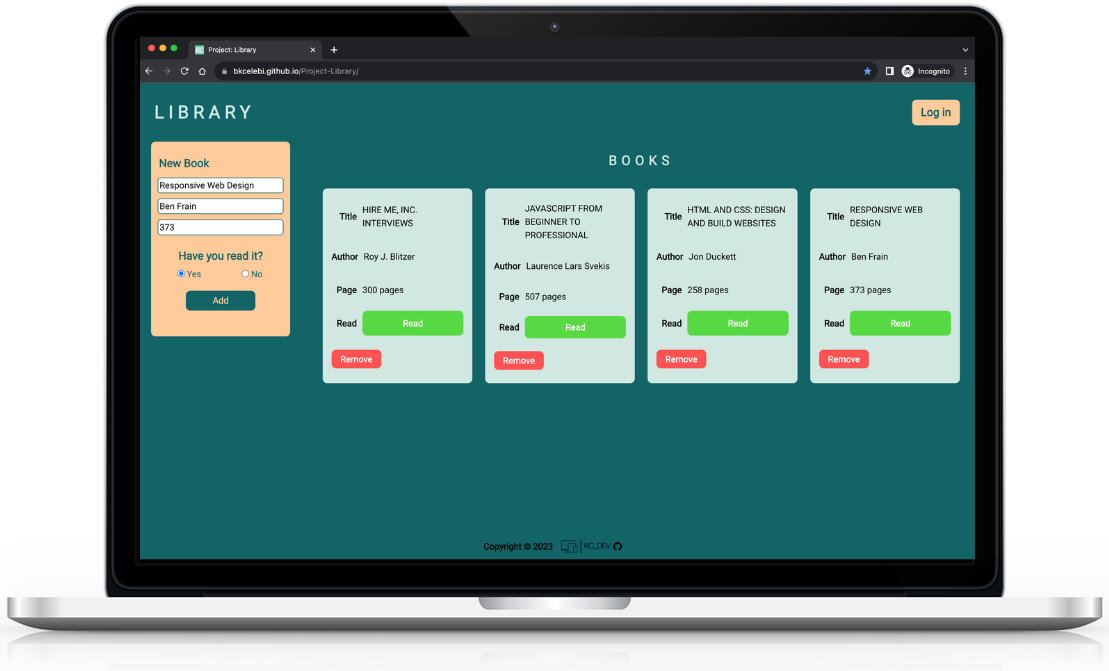 Project: Library
bkcelebi.github.io/Project-Library/
Incognito
LIBRARY
Log in
New Book
Responsive Web Design
Ben Frain
373
Have you read it?
Yes
No
Add
BOOKS
Title
HIRE ME, INC.
INTERVIEWS
Author Roy J. Blitzer
Page 300 pages
Read Read
Remove
Title
JAVASCRIPT FROM
BEGINNER TO
PROFESSIONAL
Author Laurence Lars Svekis
Page 507 pages
Read Read
Remove
Title
HTML AND CSS: DESIGN
AND BUILD WEBSITES
Author Jon Duckett
Page 258 pages
Read Read
Remove
Title
RESPONSIVE WEB
DESIGN
Author Ben Frain
Page 373 pages
Read Read
Remove
Copyright © 2023